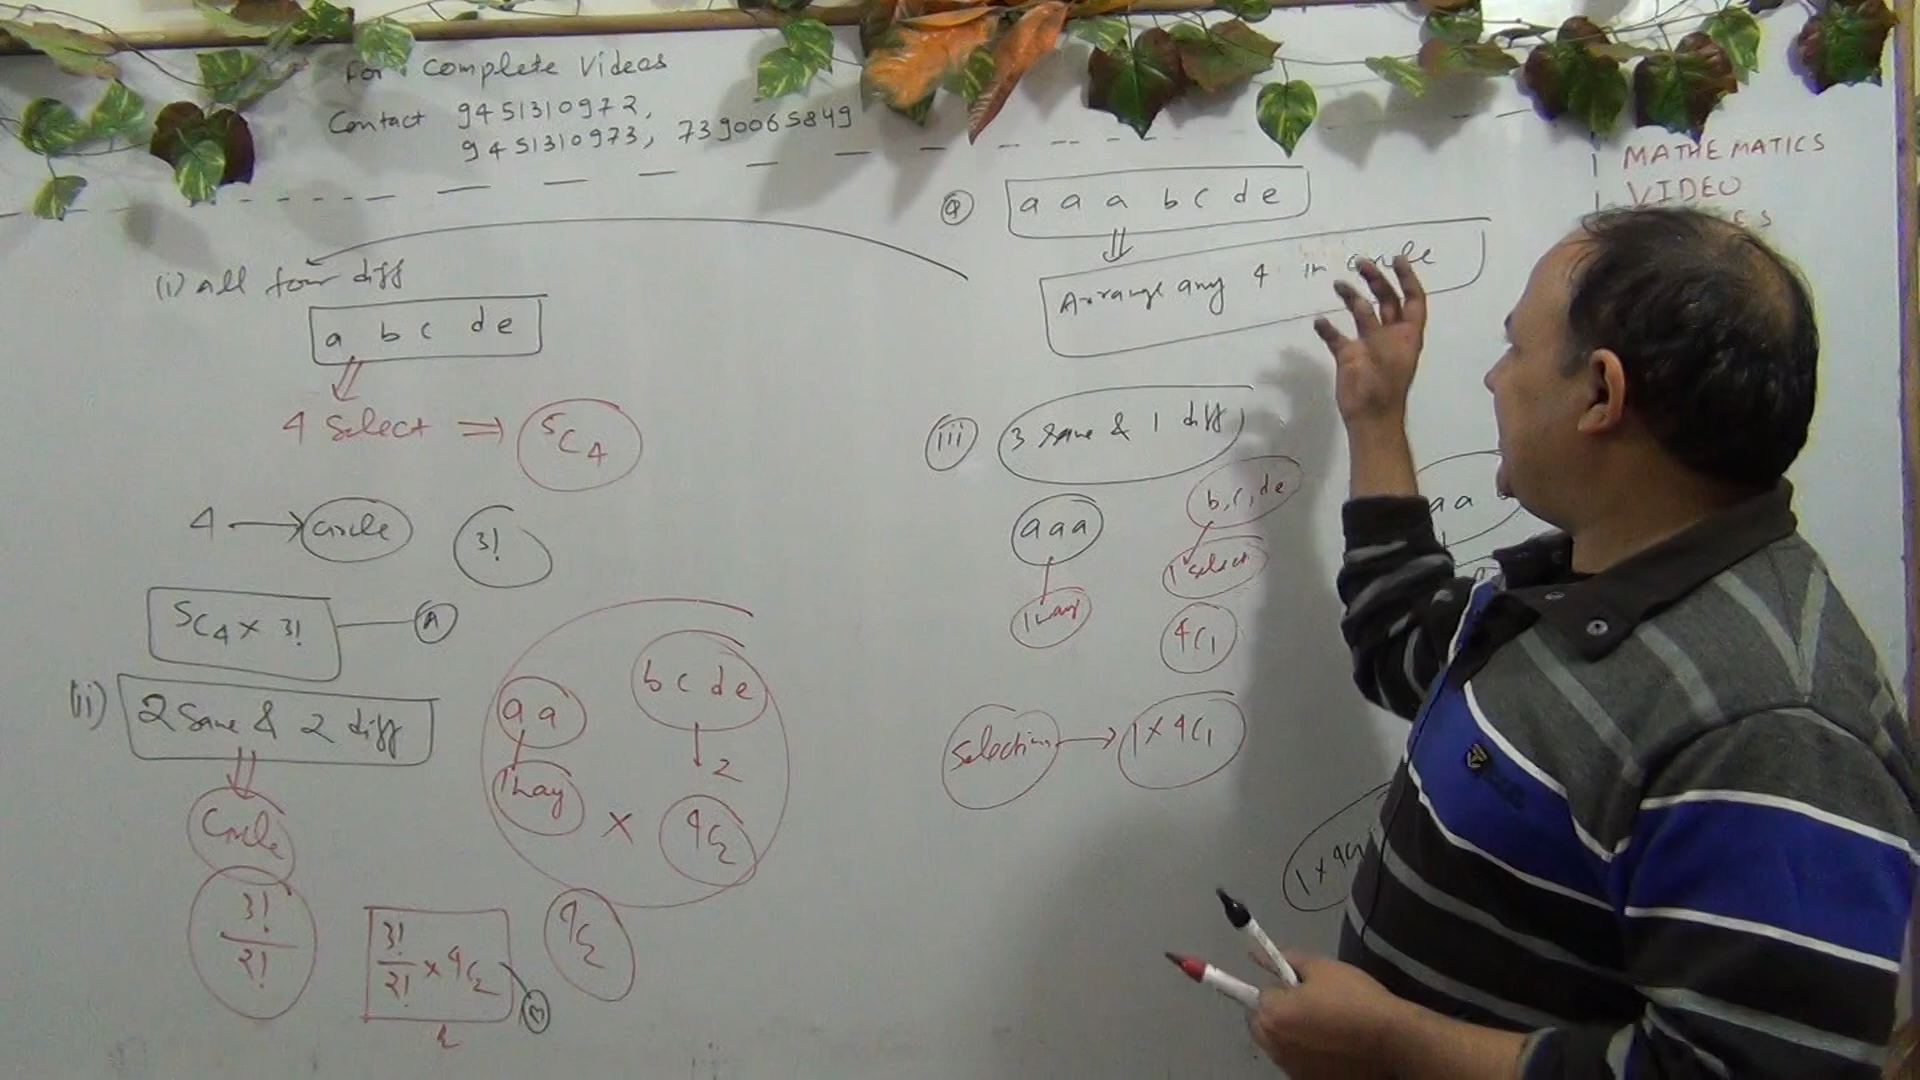 For complete Videos
Contact 9451310972,
9451310973, 7390065849
MATHEMATICS
VIDEO
Q a a a b c d e
Arrange any 4 in circle
(i) all four diff
a b c d e
4 select ⇒ 5C4
4 → circle 3!
5C4 x 3! A
(ii) 2 Same & 2 diff
a a
b c d e
1 way
2
x
4C2
Circle
3!
2!
3!
2! x 4C2
4C2
(iii) 3 Same & 1 diff
a a a
b, c, d e
1 way
1 select
4C1
Selection → 1 x 4C1
a a
1 x 4C1